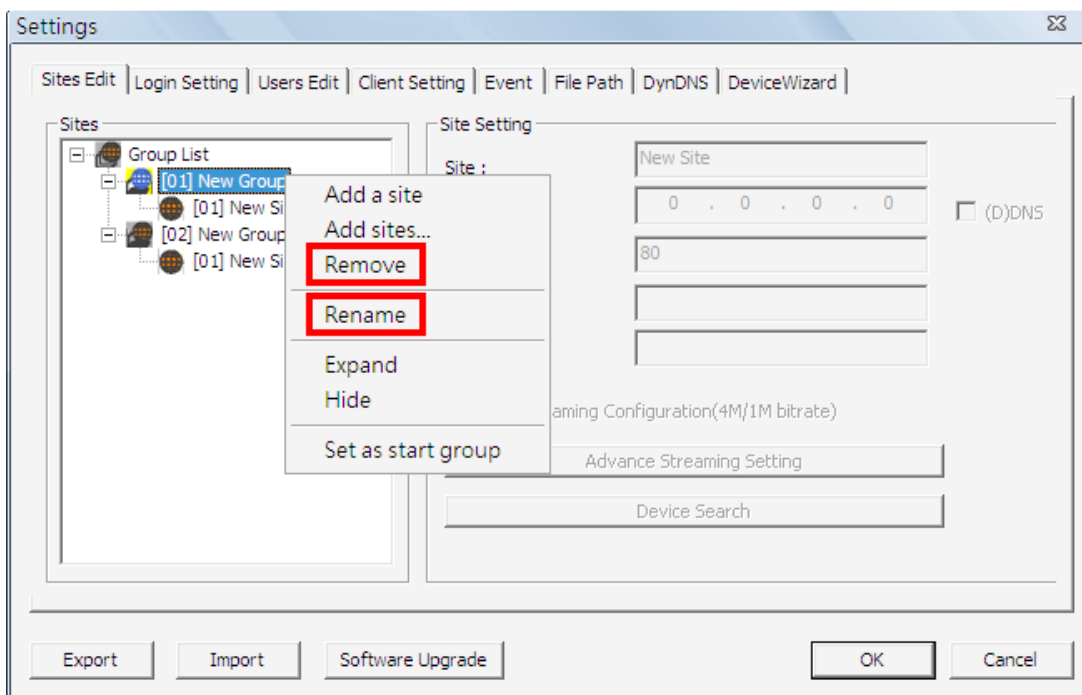 Settings
Sites Edit Login Setting Users Edit Client Setting Event File Path DynDNS DeviceWizard
Sites
Group List
[01] New Group
[01] New Si
[02] New Group
[01] New Si
Add a site
Add sites...
Remove
Rename
Expand
Hide
Set as start group
Site Setting
Site :
New Site
0 . 0 . 0 . 0
(D)DNS
80
aming Configuration(4M/1M bitrate)
Advance Streaming Setting
Device Search
Export Import Software Upgrade OK Cancel